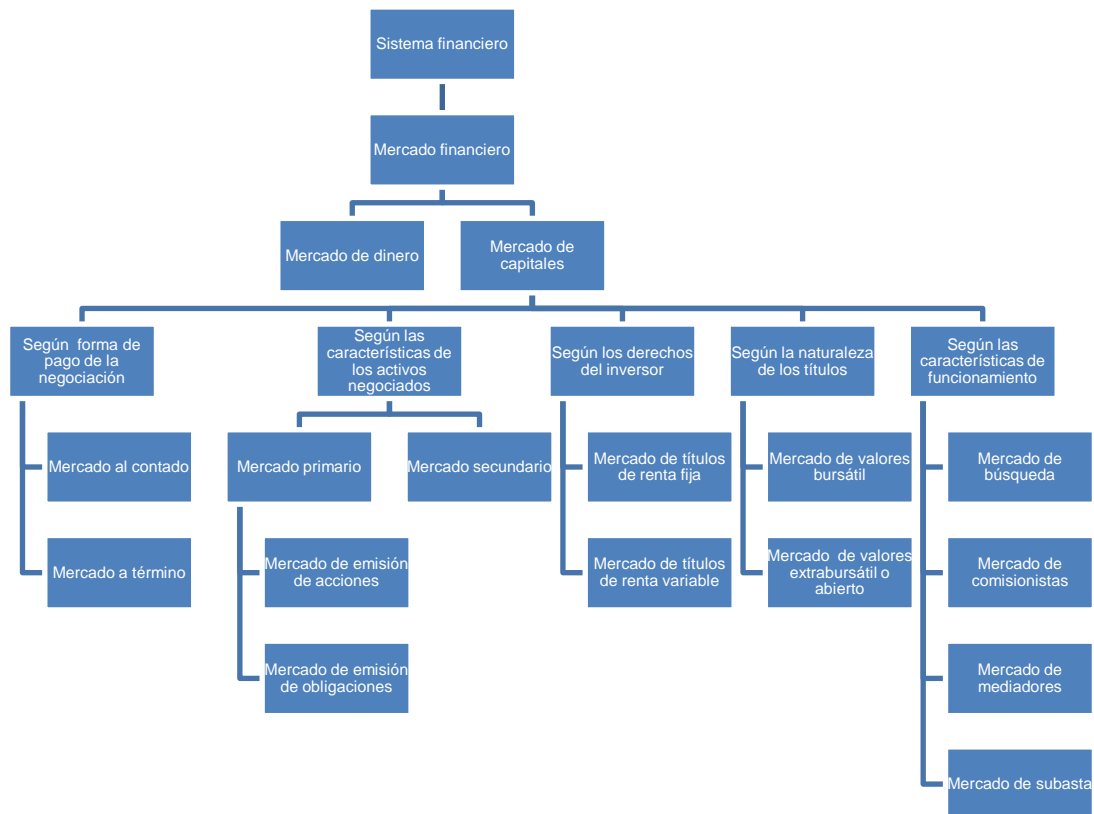 Sistema financiero
Mercado financiero
Mercado de dinero
Mercado de
capitales
Según forma de
pago de la
negociación
Según las
características de
los activos
negociados
Según los derechos
del inversor
Según la naturaleza
de los títulos
Según las
características de
funcionamiento
Mercado al contado
Mercado a término
Mercado primario
Mercado secundario
Mercado de emisión
de acciones
Mercado de emisión
de obligaciones
Mercado de títulos
de renta fija
Mercado de títulos
de renta variable
Mercado de valores
bursátil
Mercado de valores
extrabursátil o
abierto
Mercado de
búsqueda
Mercado de
comisionistas
Mercado de
mediadores
Mercado de subasta